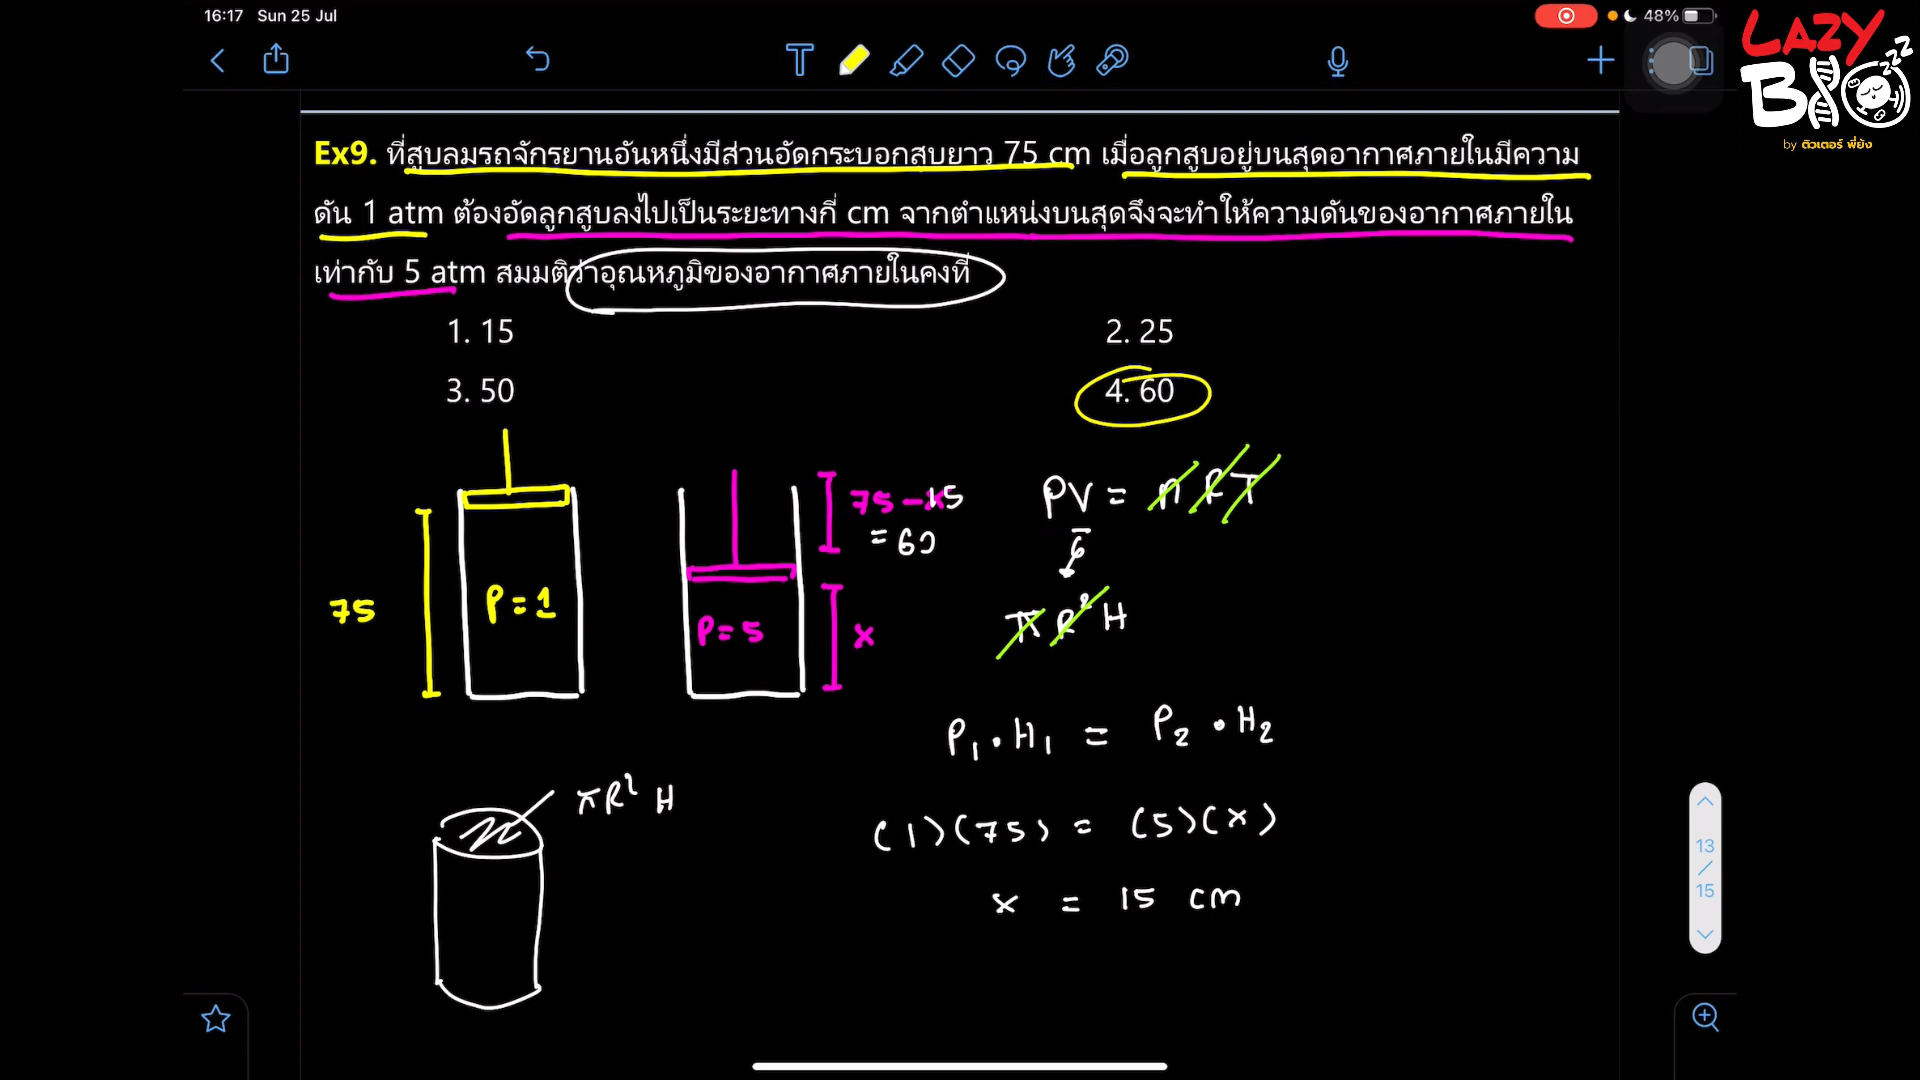 16:17 Sun 25 Jul
48%
LAZY
BIO zzz
by ติวเตอร์ พี่ยัง
Ex9. ที่สูบลมรถจักรยานอันหนึ่งมีส่วนอัดกระบอกสบยาว 75 cm เมื่อลูกสูบอยู่บนสุดอากาศภายในมีความ
ดัน 1 atm ต้องอัดลูกสูบลงไปเป็นระยะทางกี่ cm จากตำแหน่งบนสุดจึงจะทำให้ความดันของอากาศภายใน
เท่ากับ 5 atm สมมติว่าอุณหภูมิของอากาศภายในคงที่
1. 15
2. 25
3. 50
4. 60
75 - 15
= 60
PV = nRT
75
P = 1
P = 5
x
πR² H
P₁ · H₁ = P₂ · H₂
πR² H
(1)(75) = (5)(x)
x = 15 cm
13
/
15